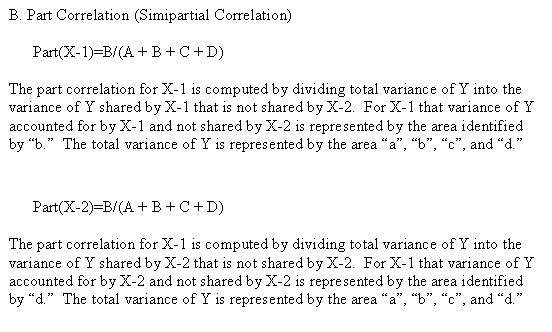 B. Part Correlation (Simipartial Correlation)
Part(X-1)=B/(A + B + C + D)
The part correlation for X-1 is computed by dividing total variance of Y into the
variance of Y shared by X-1 that is not shared by X-2.  For X-1 that variance of Y
accounted for by X-1 and not shared by X-2 is represented by the area identified
by “b.”  The total variance of Y is represented by the area “a”, “b”, “c”, and “d.”
Part(X-2)=B/(A + B + C + D)
The part correlation for X-1 is computed by dividing total variance of Y into the
variance of Y shared by X-2 that is not shared by X-2.  For X-1 that variance of Y
accounted for by X-2 and not shared by X-2 is represented by the area identified
by “d.”  The total variance of Y is represented by the area “a”, “b”, “c”, and “d.”